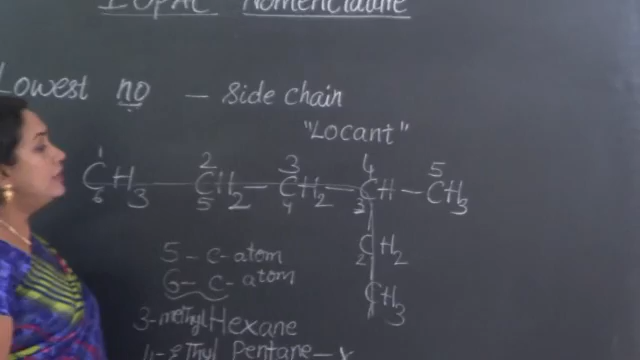 IUPAC Nomenclature
Lowest no – Side chain
"Locant"
1 2 3 4 5
CH3 — CH2 — CH2 — CH — CH3
6 5 4 3
2 CH2
CH3
5 - C - atom
6 - C - atom
3-methyl Hexane
4-ethyl Pentane – x